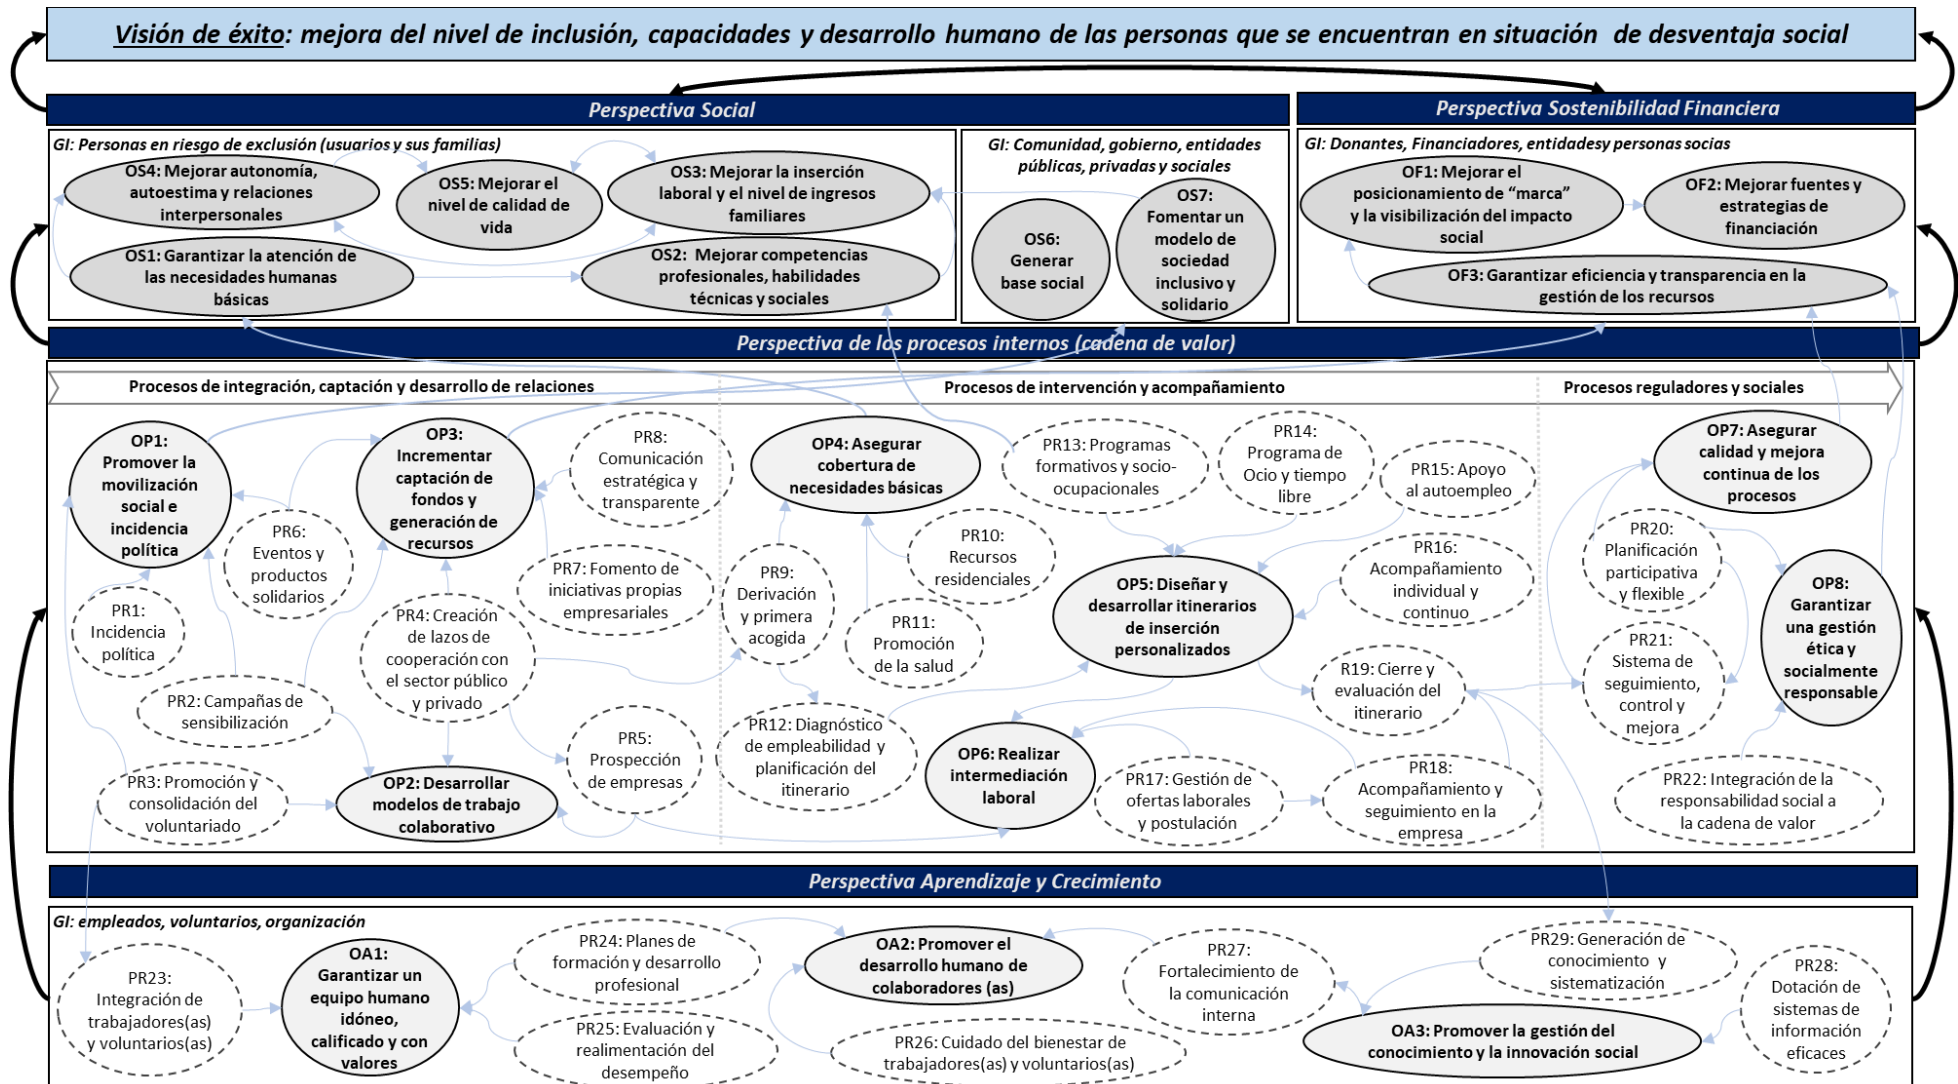 Visión de éxito: mejora del nivel de inclusión, capacidades y desarrollo humano de las personas que se encuentran en situación de desventaja social
Perspectiva Social
Perspectiva Sostenibilidad Financiera
GI: Personas en riesgo de exclusión (usuarios y sus familias)
OS4: Mejorar autonomía,
autoestima y relaciones
interpersonales
OS5: Mejorar el
nivel de calidad de
vida
OS3: Mejorar la inserción
laboral y el nivel de ingresos
familiares
OS1: Garantizar la atención de
las necesidades humanas
básicas
OS2: Mejorar competencias
profesionales, habilidades
técnicas y sociales
GI: Comunidad, gobierno, entidades
públicas, privadas y sociales
OS6:
Generar
base social
OS7:
Fomentar un
modelo de
sociedad
inclusivo y
solidario
GI: Donantes, Financiadores, entidadesy personas socias
OF1: Mejorar el
posicionamiento de “marca”
y la visibilización del impacto
social
OF2: Mejorar fuentes y
estrategias de
financiación
OF3: Garantizar eficiencia y transparencia en la
gestión de los recursos
Perspectiva de los procesos internos (cadena de valor)
Procesos de integración, captación y desarrollo de relaciones
Procesos de intervención y acompañamiento
Procesos reguladores y sociales
OP1:
Promover la
movilización
social e
incidencia
política
OP3:
Incrementar
captación de
fondos y
generación de
recursos
PR8:
Comunicación
estratégica y
transparente
PR6:
Eventos y
productos
solidarios
PR7: Fomento de
iniciativas propias
empresariales
PR1:
Incidencia
política
PR4: Creación
de lazos de
cooperación con
el sector público
y privado
PR2: Campañas de
sensibilización
PR5:
Prospección
de empresas
PR3: Promoción y
consolidación del
voluntariado
OP2: Desarrollar
modelos de trabajo
colaborativo
OP4: Asegurar
cobertura de
necesidades básicas
PR13: Programas
formativos y socio-
ocupacionales
PR14:
Programa de
Ocio y tiempo
libre
PR15: Apoyo
al autoempleo
PR10:
Recursos
residenciales
PR9:
Derivación
y primera
acogida
PR11:
Promoción
de la salud
OP5: Diseñar y
desarrollar itinerarios
de inserción
personalizados
PR16:
Acompañamiento
individual y
continuo
R19: Cierre y
evaluación del
itinerario
PR12: Diagnóstico
de empleabilidad y
planificación del
itinerario
OP6: Realizar
intermediación
laboral
PR17: Gestión de
ofertas laborales
y postulación
PR18:
Acompañamiento y
seguimiento en la
empresa
OP7: Asegurar
calidad y mejora
continua de los
procesos
PR20:
Planificación
participativa
y flexible
OP8:
Garantizar
una gestión
ética y
socialmente
responsable
PR21:
Sistema de
seguimiento,
control y
mejora
PR22: Integración de la
responsabilidad social a
la cadena de valor
Perspectiva Aprendizaje y Crecimiento
GI: empleados, voluntarios, organización
PR23:
Integración de
trabajadores(as)
y voluntarios(as)
OA1:
Garantizar un
equipo humano
idóneo,
calificado y con
valores
PR24: Planes de
formación y desarrollo
profesional
PR25: Evaluación y
realimentación del
desempeño
OA2: Promover el
desarrollo humano de
colaboradores (as)
PR26: Cuidado del bienestar de
trabajadores(as) y voluntarios(as)
PR27:
Fortalecimiento de
la comunicación
interna
PR29: Generación de
conocimiento y
sistematización
OA3: Promover la gestión del
conocimiento y la innovación social
PR28:
Dotación de
sistemas de
información
eficaces